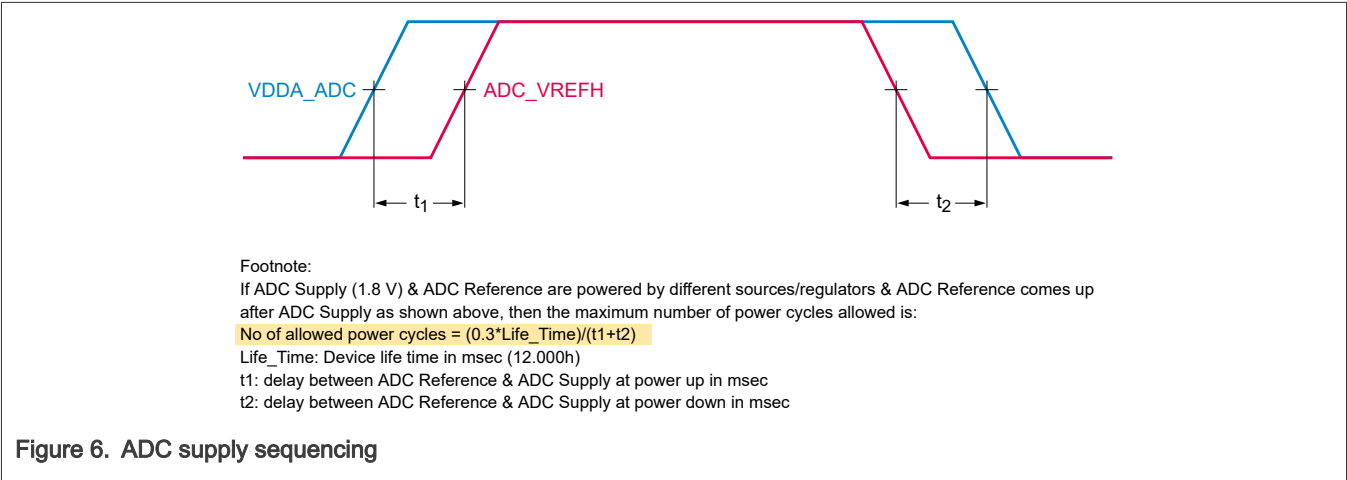 VDDA_ADC
ADC_VREFH
t1
t2
Footnote:
If ADC Supply (1.8 V) & ADC Reference are powered by different sources/regulators & ADC Reference comes up
after ADC Supply as shown above, then the maximum number of power cycles allowed is:
No of allowed power cycles = (0.3*Life_Time)/(t1+t2)
Life_Time: Device life time in msec (12.000h)
t1: delay between ADC Reference & ADC Supply at power up in msec
t2: delay between ADC Reference & ADC Supply at power down in msec
Figure 6. ADC supply sequencing